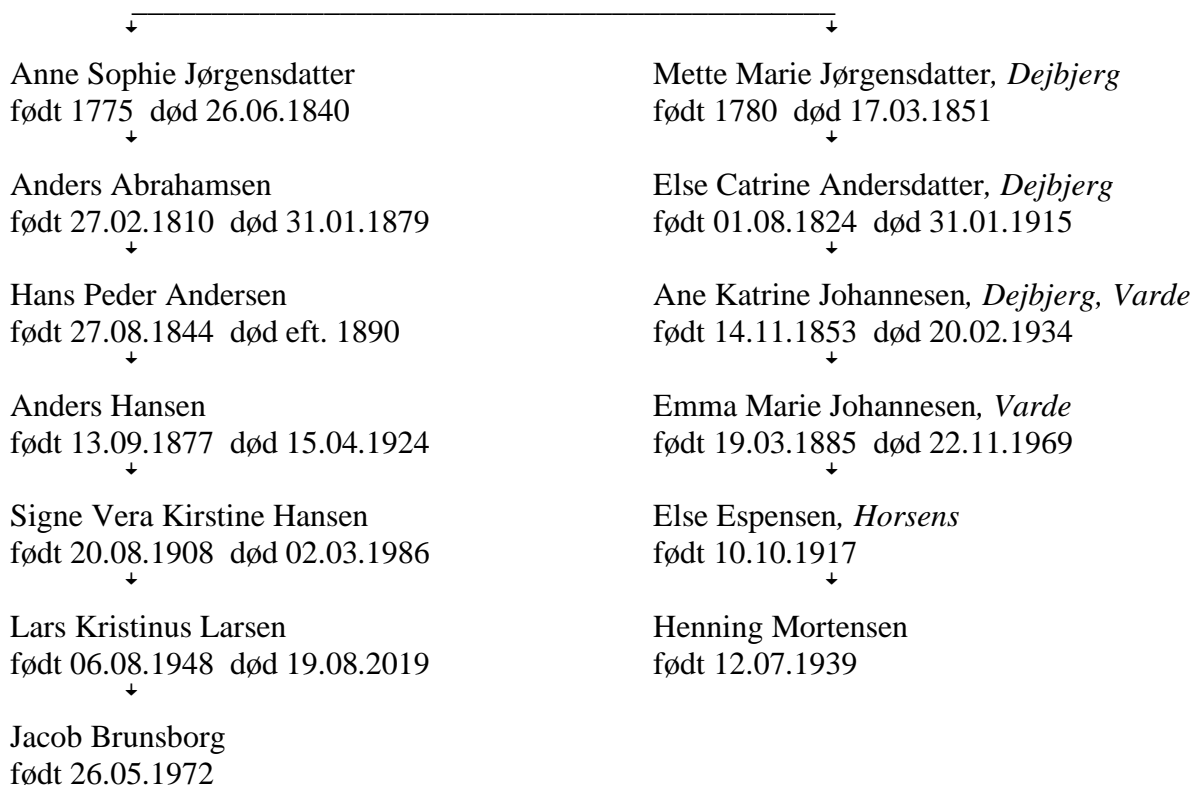 Anne Sophie Jørgensdatter
født 1775 død 26.06.1840
Mette Marie Jørgensdatter, Dejbjerg
født 1780 død 17.03.1851
Anders Abrahamsen
født 27.02.1810 død 31.01.1879
Else Catrine Andersdatter, Dejbjerg
født 01.08.1824 død 31.01.1915
Hans Peder Andersen
født 27.08.1844 død eft. 1890
Ane Katrine Johannesen, Dejbjerg, Varde
født 14.11.1853 død 20.02.1934
Anders Hansen
født 13.09.1877 død 15.04.1924
Emma Marie Johannesen, Varde
født 19.03.1885 død 22.11.1969
Signe Vera Kirstine Hansen
født 20.08.1908 død 02.03.1986
Else Espensen, Horsens
født 10.10.1917
Lars Kristinus Larsen
født 06.08.1948 død 19.08.2019
Henning Mortensen
født 12.07.1939
Jacob Brunsborg
født 26.05.1972